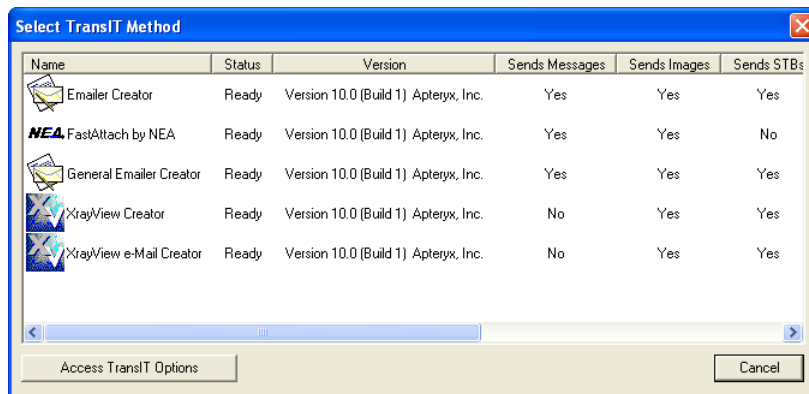 Select TransIT Method
Name Status Version Sends Messages Sends Images Sends STBs
Emailer Creator Ready Version 10.0 (Build 1) Apteryx, Inc. Yes Yes Yes
NEA FastAttach by NEA Ready Version 10.0 (Build 1) Apteryx, Inc. Yes Yes No
General Emailer Creator Ready Version 10.0 (Build 1) Apteryx, Inc. Yes Yes Yes
XrayView Creator Ready Version 10.0 (Build 1) Apteryx, Inc. No Yes Yes
XrayView e-Mail Creator Ready Version 10.0 (Build 1) Apteryx, Inc. No Yes Yes
Access TransIT Options Cancel